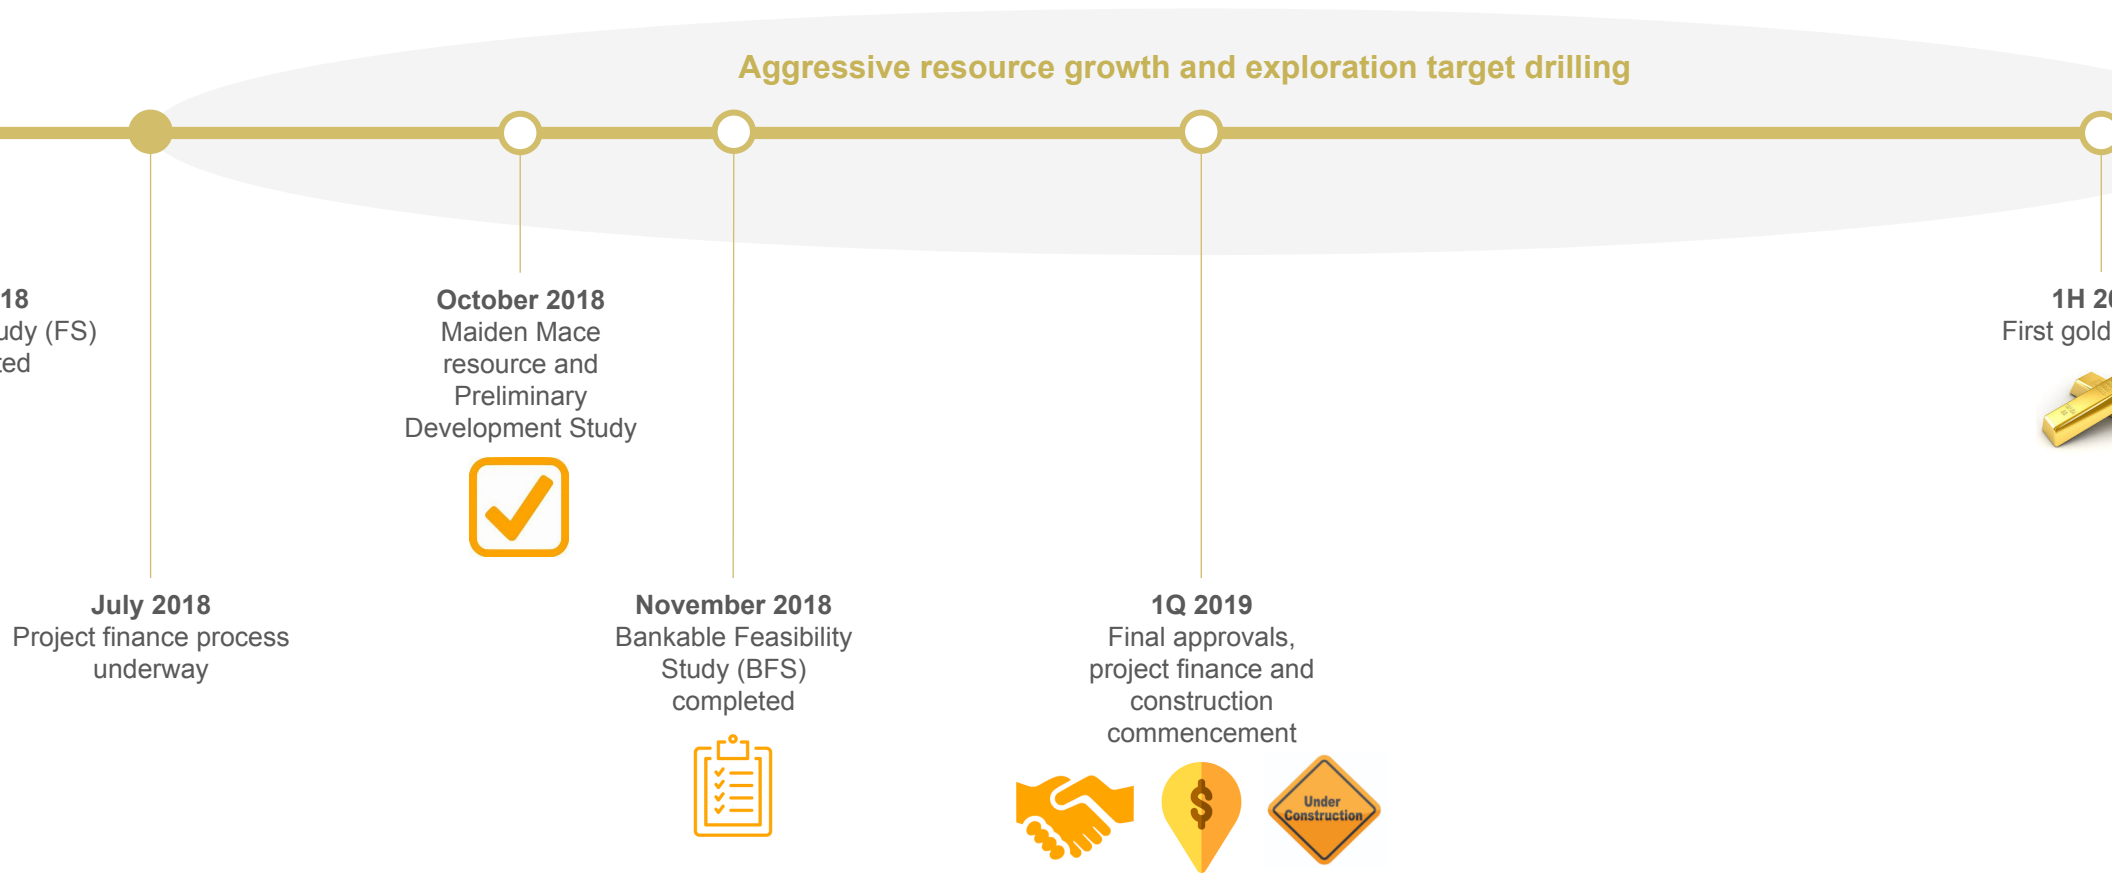 Aggressive resource growth and exploration target drilling
18
udy (FS)
ted
October 2018
Maiden Mace
resource and
Preliminary
Development Study
1H 20
First gold
July 2018
Project finance process
underway
November 2018
Bankable Feasibility
Study (BFS)
completed
1Q 2019
Final approvals,
project finance and
construction
commencement
$
Under
Construction